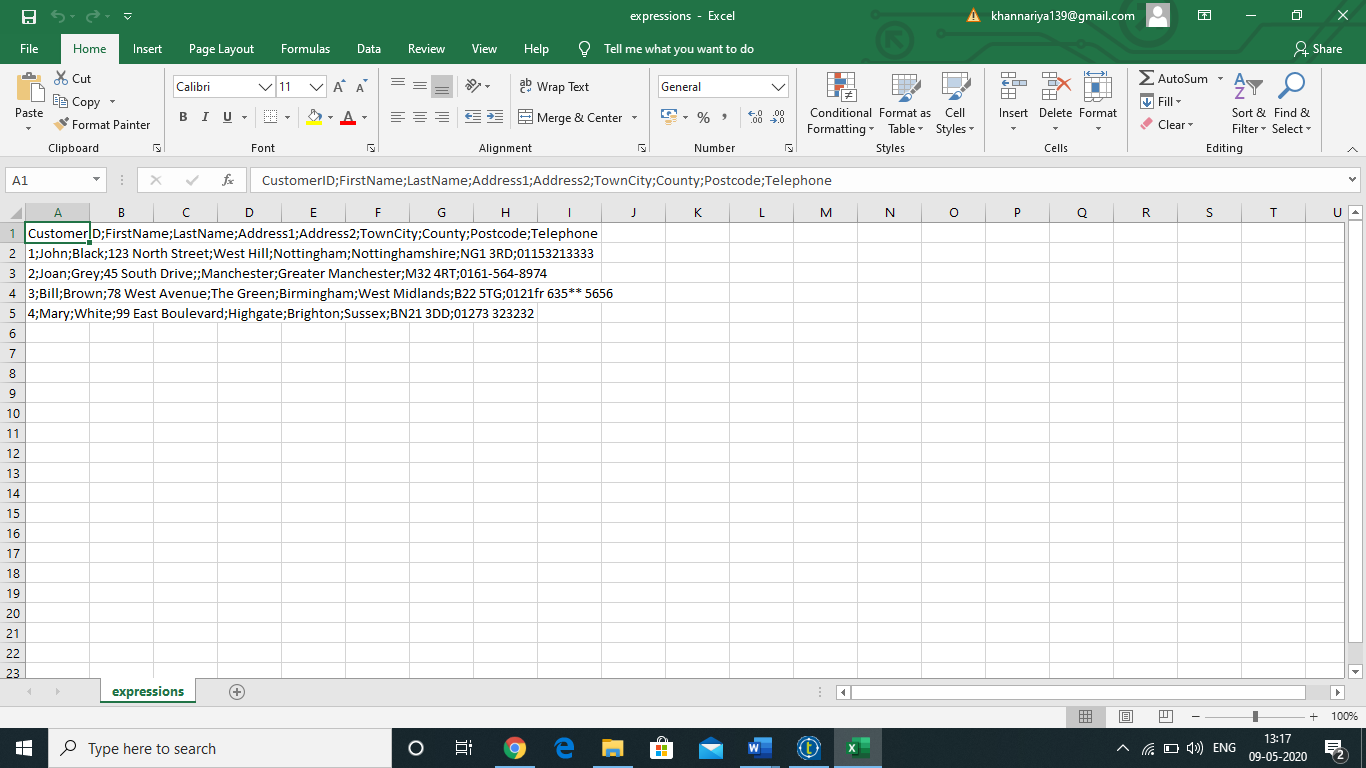 expressions - Excel
khannariya139@gmail.com
File Home Insert Page Layout Formulas Data Review View Help Tell me what you want to do Share
Paste
Cut
Copy
Format Painter
Clipboard
Calibri 11
B I U A
Font
ab Wrap Text
Merge & Center
Alignment
General
% , .00 .0
Number
Conditional Formatting
Format as Table
Cell Styles
Styles
Insert Delete Format
Cells
AutoSum
Fill
Clear
Sort & Filter
Find & Select
Editing
A1 fx CustomerID;FirstName;LastName;Address1;Address2;TownCity;County;Postcode;Telephone
A B C D E F G H I J K L M N O P Q R S T U
1 CustomerID;FirstName;LastName;Address1;Address2;TownCity;County;Postcode;Telephone
2 1;John;Black;123 North Street;West Hill;Nottingham;Nottinghamshire;NG1 3RD;01153213333
3 2;Joan;Grey;45 South Drive;;Manchester;Greater Manchester;M32 4RT;0161-564-8974
4 3;Bill;Brown;78 West Avenue;The Green;Birmingham;West Midlands;B22 5TG;0121fr 635** 5656
5 4;Mary;White;99 East Boulevard;Highgate;Brighton;Sussex;BN21 3DD;01273 323232
6
7
8
9
10
11
12
13
14
15
16
17
18
19
20
21
22
23
expressions
100%
Type here to search
ENG
13:17
09-05-2020
2